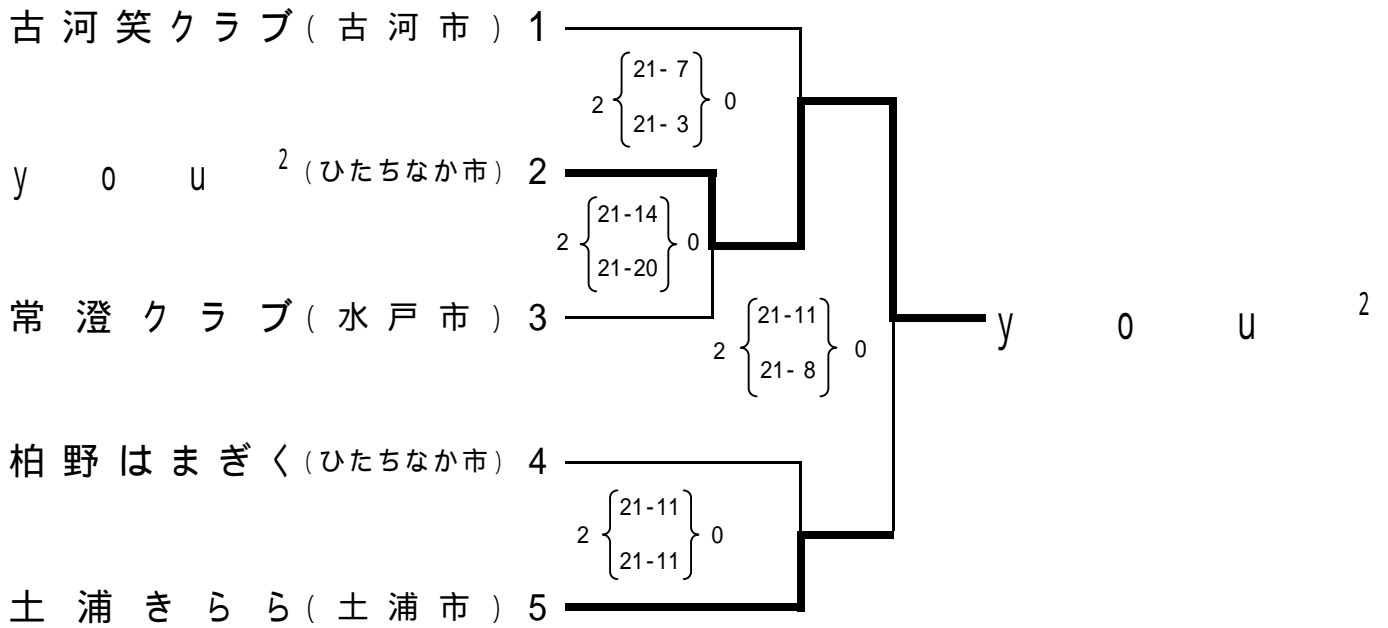 古河笑クラブ(古河市) 1
21- 7
2 0
21- 3
you² (ひたちなか市) 2
21-14
2 0
21-20
常澄クラブ(水戸市) 3
21-11
2 0
21- 8
you²
柏野はまぎく(ひたちなか市) 4
21-11
2 0
21-11
土浦きらら(土浦市) 5